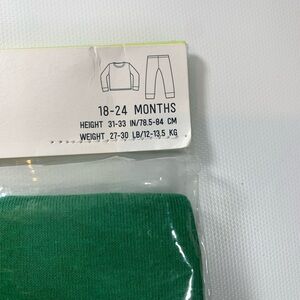 18-24 MONTHS
HEIGHT 31-33 IN/78.5-84 CM
WEIGHT 27-30 LB/12-13.5 KG